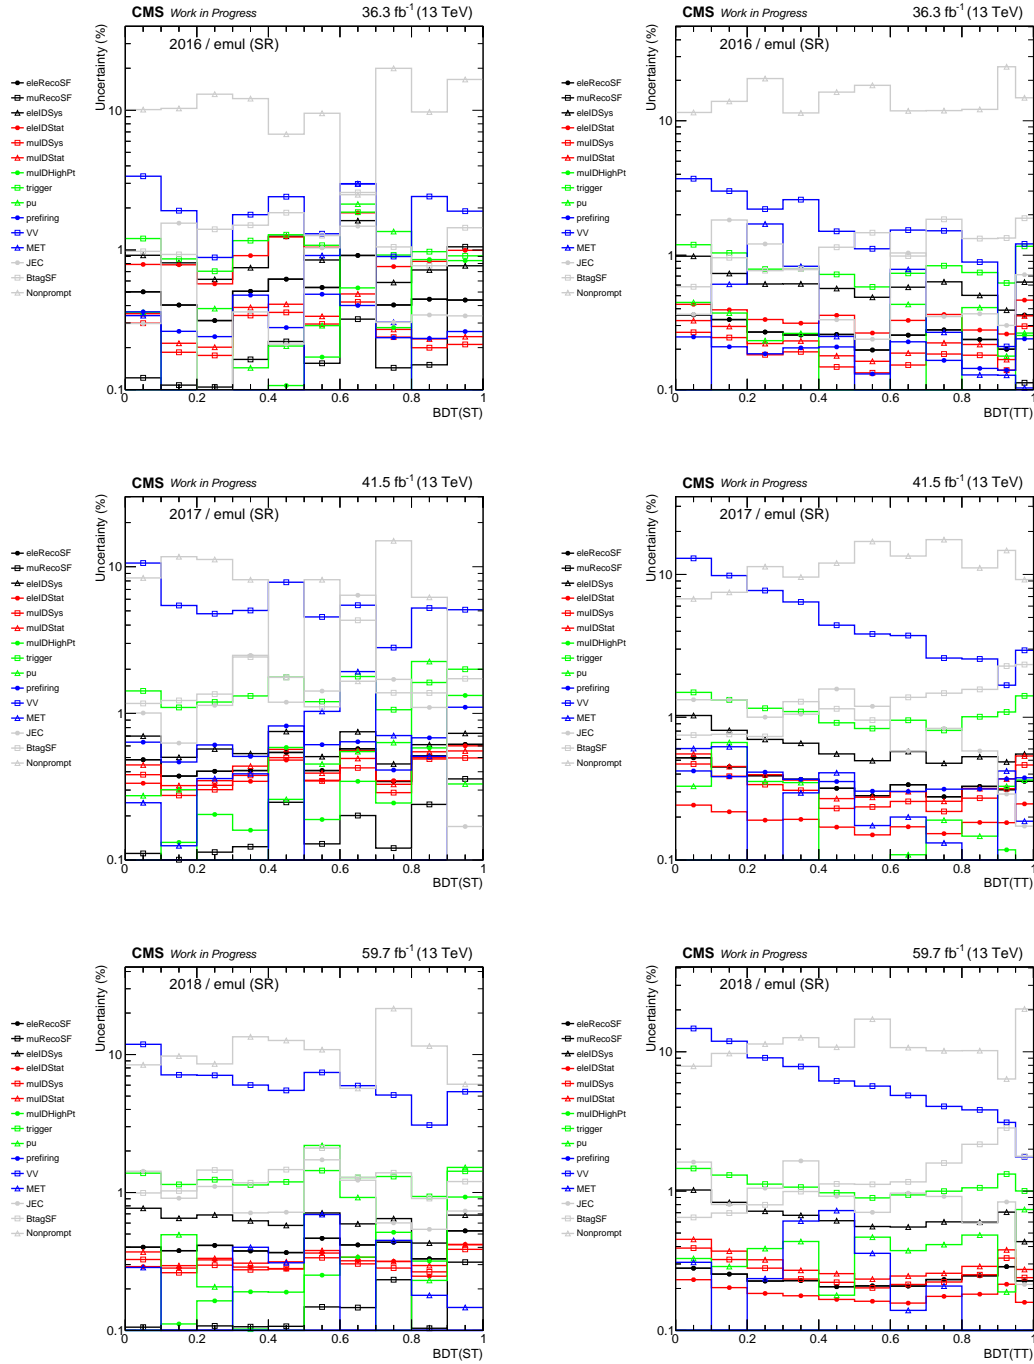 CMS Work in Progress 36.3 fb-1 (13 TeV)
2016 / emul (SR)
Uncertainty (%)
10
1
0.1
eleRecoSF
muRecoSF
eleIDSys
eleIDStat
muIDSys
muIDStat
muIDHighPt
trigger
pu
prefiring
VV
MET
JEC
BtagSF
Nonprompt
0 0.2 0.4 0.6 0.8 1
BDT(ST)
CMS Work in Progress 36.3 fb-1 (13 TeV)
2016 / emul (SR)
Uncertainty (%)
10
1
0.1
eleRecoSF
muRecoSF
eleIDSys
eleIDStat
muIDSys
muIDStat
muIDHighPt
trigger
pu
prefiring
VV
MET
JEC
BtagSF
Nonprompt
0 0.2 0.4 0.6 0.8 1
BDT(TT)
CMS Work in Progress 41.5 fb-1 (13 TeV)
2017 / emul (SR)
Uncertainty (%)
10
1
0.1
eleRecoSF
muRecoSF
eleIDSys
eleIDStat
muIDSys
muIDStat
muIDHighPt
trigger
pu
prefiring
VV
MET
JEC
BtagSF
Nonprompt
0 0.2 0.4 0.6 0.8 1
BDT(ST)
CMS Work in Progress 41.5 fb-1 (13 TeV)
2017 / emul (SR)
Uncertainty (%)
10
1
0.1
eleRecoSF
muRecoSF
eleIDSys
eleIDStat
muIDSys
muIDStat
muIDHighPt
trigger
pu
prefiring
VV
MET
JEC
BtagSF
Nonprompt
0 0.2 0.4 0.6 0.8 1
BDT(TT)
CMS Work in Progress 59.7 fb-1 (13 TeV)
2018 / emul (SR)
Uncertainty (%)
10
1
0.1
eleRecoSF
muRecoSF
eleIDSys
eleIDStat
muIDSys
muIDStat
muIDHighPt
trigger
pu
prefiring
VV
MET
JEC
BtagSF
Nonprompt
0 0.2 0.4 0.6 0.8 1
BDT(ST)
CMS Work in Progress 59.7 fb-1 (13 TeV)
2018 / emul (SR)
Uncertainty (%)
10
1
0.1
eleRecoSF
muRecoSF
eleIDSys
eleIDStat
muIDSys
muIDStat
muIDHighPt
trigger
pu
prefiring
VV
MET
JEC
BtagSF
Nonprompt
0 0.2 0.4 0.6 0.8 1
BDT(TT)